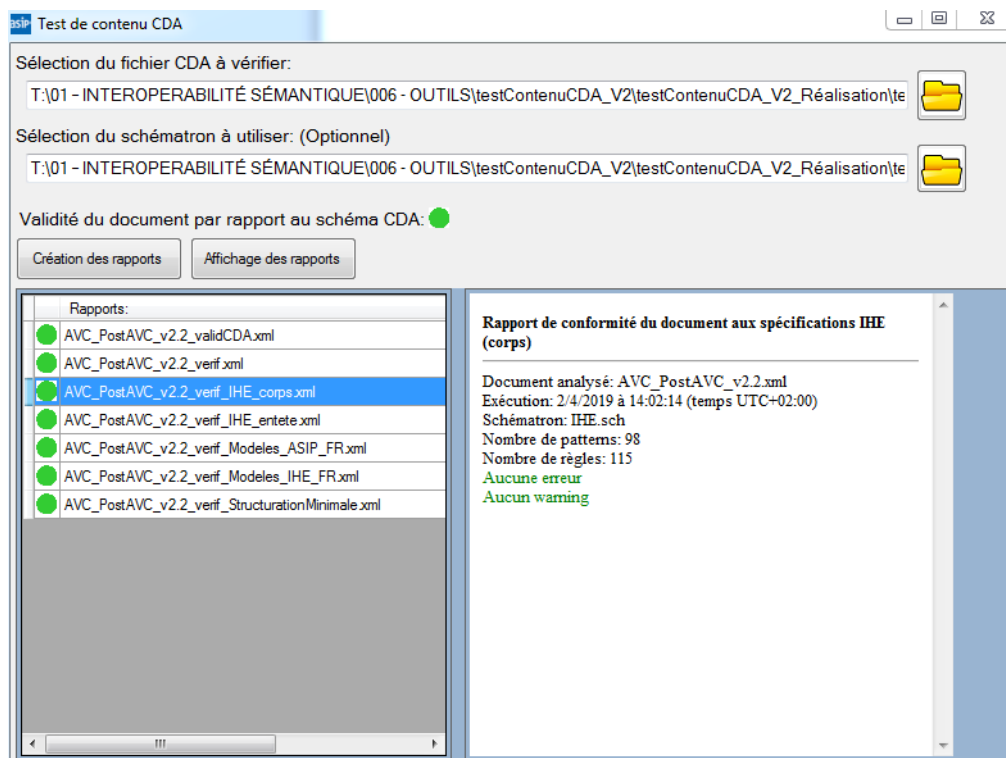 asip Test de contenu CDA
Sélection du fichier CDA à vérifier:
T:\01 - INTEROPERABILITÉ SÉMANTIQUE\006 - OUTILS\testContenuCDA_V2\testContenuCDA_V2_Réalisation\te
Sélection du schématron à utiliser: (Optionnel)
T:\01 - INTEROPERABILITÉ SÉMANTIQUE\006 - OUTILS\testContenuCDA_V2\testContenuCDA_V2_Réalisation\te
Validité du document par rapport au schéma CDA:
Création des rapports
Affichage des rapports
Rapports:
AVC_PostAVC_v2.2_validCDA.xml
AVC_PostAVC_v2.2_verif.xml
AVC_PostAVC_v2.2_verif_IHE_corps.xml
AVC_PostAVC_v2.2_verif_IHE_entete.xml
AVC_PostAVC_v2.2_verif_Modeles_ASIP_FR.xml
AVC_PostAVC_v2.2_verif_Modeles_IHE_FR.xml
AVC_PostAVC_v2.2_verif_StructurationMinimale.xml
Rapport de conformité du document aux spécifications IHE
(corps)
Document analysé: AVC_PostAVC_v2.2.xml
Exécution: 2/4/2019 à 14:02:14 (temps UTC+02:00)
Schématron: IHE.sch
Nombre de patterns: 98
Nombre de règles: 115
Aucune erreur
Aucun warning